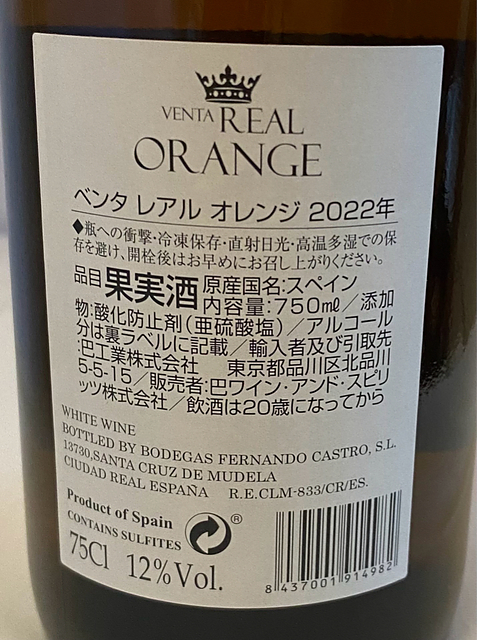 VENTA REAL
ORANGE
ベンタ レアル オレンジ 2022年
◆瓶への衝撃・冷凍保存・直射日光・高温多湿での保
存を避け、開栓後はお早めにお召し上がりください。
品目 果実酒 原産国名:スペイン
内容量:750㎖/添加
物:酸化防止剤(亜硫酸塩)/アルコール
分は裏ラベルに記載/輸入者及び引取先
:巴工業株式会社 東京都品川区北品川
5-5-15/販売者:巴ワイン・アンド・スピリ
ッツ株式会社/飲酒は20歳になってから
WHITE WINE
BOTTLED BY BODEGAS FERNANDO CASTRO, S.L.
13730,SANTA CRUZ DE MUDELA
CIUDAD REAL ESPAÑA R.E.CLM-833/CR/ES.
Product of Spain
CONTAINS SULFITES
®
75Cl 12%Vol.
8 437001 914982